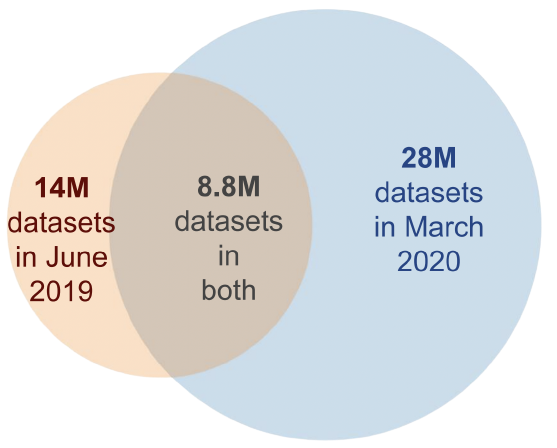 14M
datasets
in June
2019
8.8M
datasets
in
both
28M
datasets
in March
2020